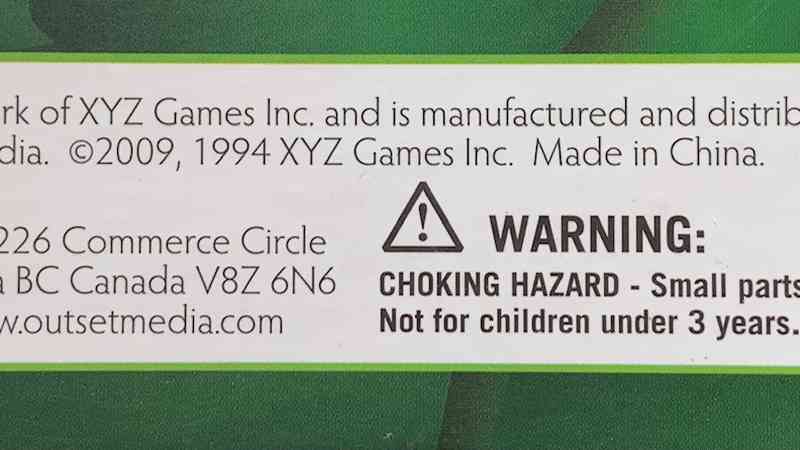 rk of XYZ Games Inc. and is manufactured and distrib
dia. ©2009, 1994 XYZ Games Inc. Made in China.
226 Commerce Circle
a BC Canada V8Z 6N6
w.outsetmedia.com
WARNING:
CHOKING HAZARD - Small parts
Not for children under 3 years.